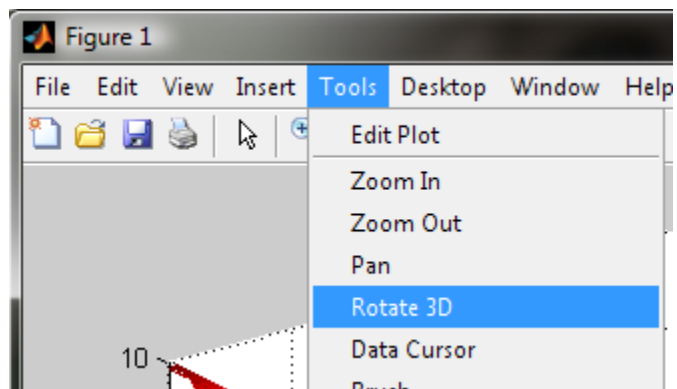 Figure 1
File Edit View Insert Tools Desktop Window Help
Edit Plot
Zoom In
Zoom Out
Pan
Rotate 3D
Data Cursor
Brush
10